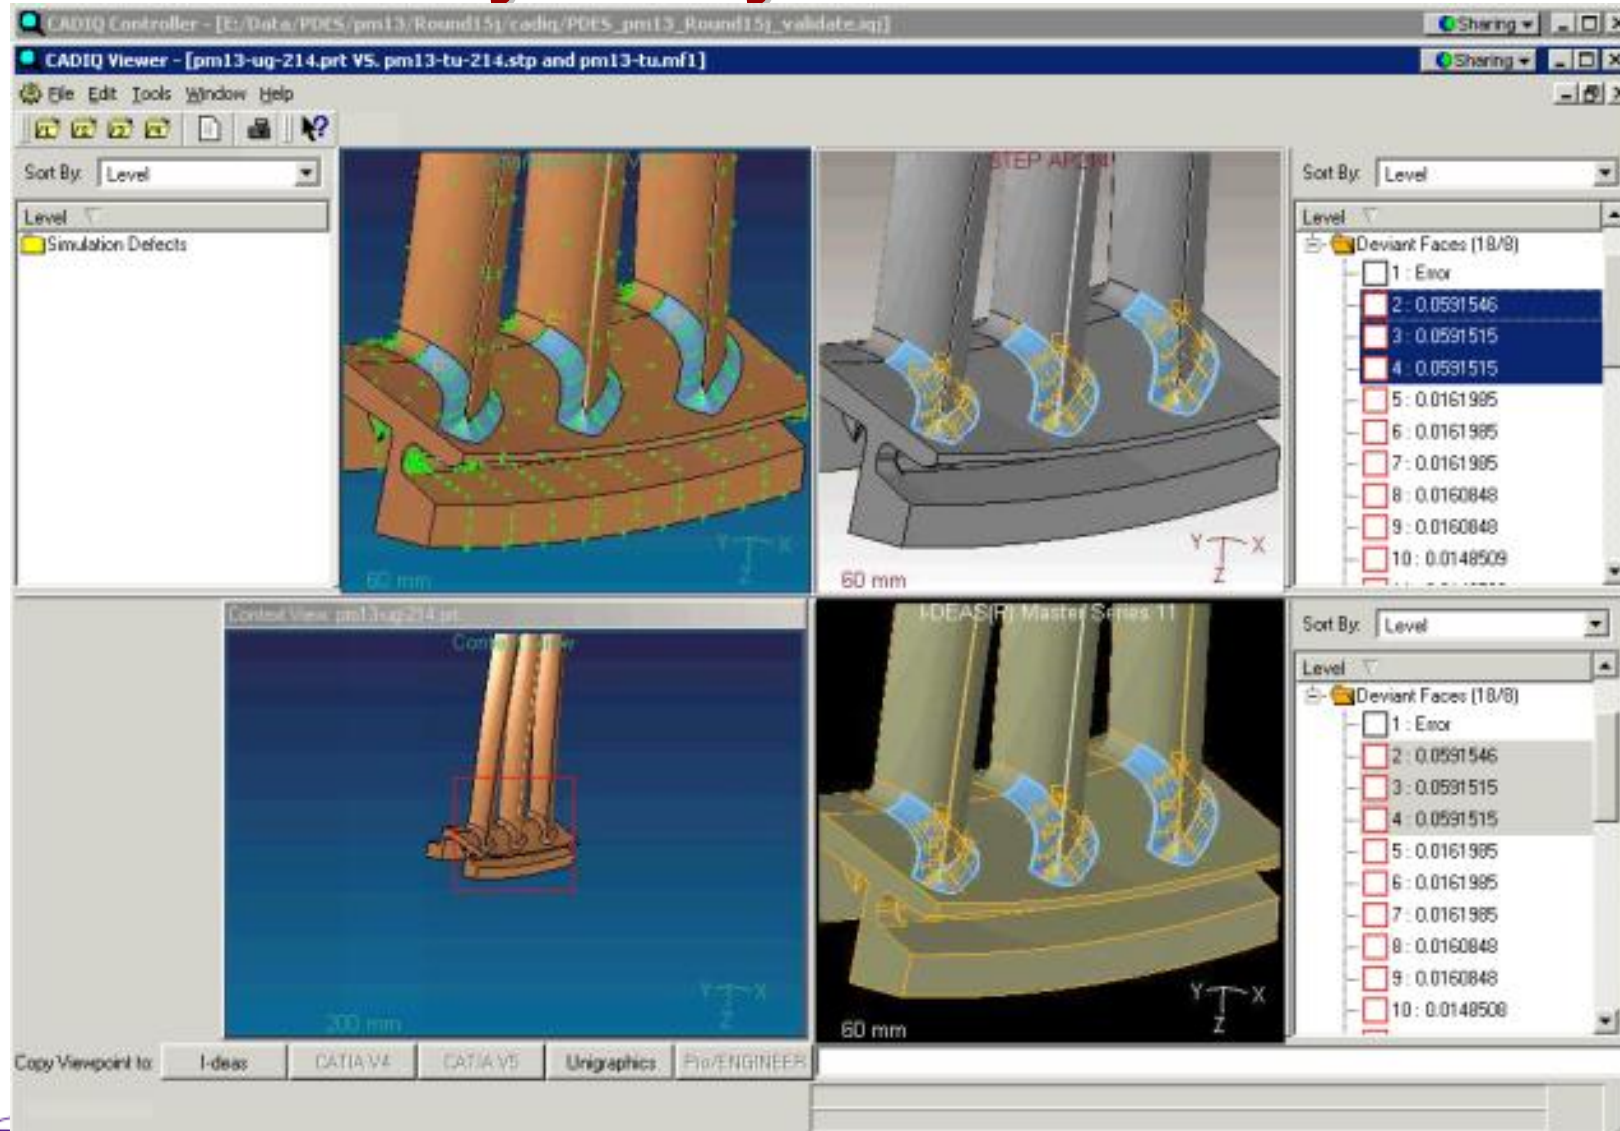 CADIQ Controller - [E:/Data/PDES/pm13/Round15j/cadiq/PDES_pm13_Round15j_validate.iqj]
Sharing
CADIQ Viewer - [pm13-ug-214.prt VS. pm13-tu-214.stp and pm13-tu.mf1]
Sharing
File Edit Tools Window Help
Sort By: Level
Level
Simulation Defects
STEP AP214
60 mm
Y X
Z
60 mm
Y X
Z
Sort By: Level
Level
Deviant Faces (18/8)
1 : Error
2 : 0.0591546
3 : 0.0591515
4 : 0.0591515
5 : 0.0161985
6 : 0.0161985
7 : 0.0161985
8 : 0.0160848
9 : 0.0160848
10 : 0.0148509
Context View: pm13-ug-214.prt
Context View
200 mm
Y X
Z
I-DEAS(R) Master Series 11
60 mm
Y X
Z
Sort By: Level
Level
Deviant Faces (18/8)
1 : Error
2 : 0.0591546
3 : 0.0591515
4 : 0.0591515
5 : 0.0161985
6 : 0.0161985
7 : 0.0161985
8 : 0.0160848
9 : 0.0160848
10 : 0.0148508
Copy Viewpoint to: I-deas CATIA V4 CATIA V5 Unigraphics Pro/ENGINEER